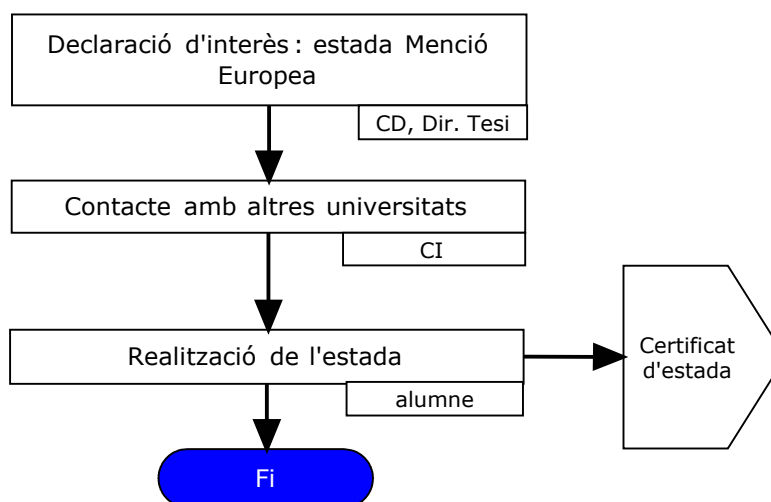 Declaració d'interès : estada Menció
Europea
CD, Dir. Tesi
Contacte amb altres universitats
CI
Realització de l'estada
alumne
Certificat
d'estada
Fi